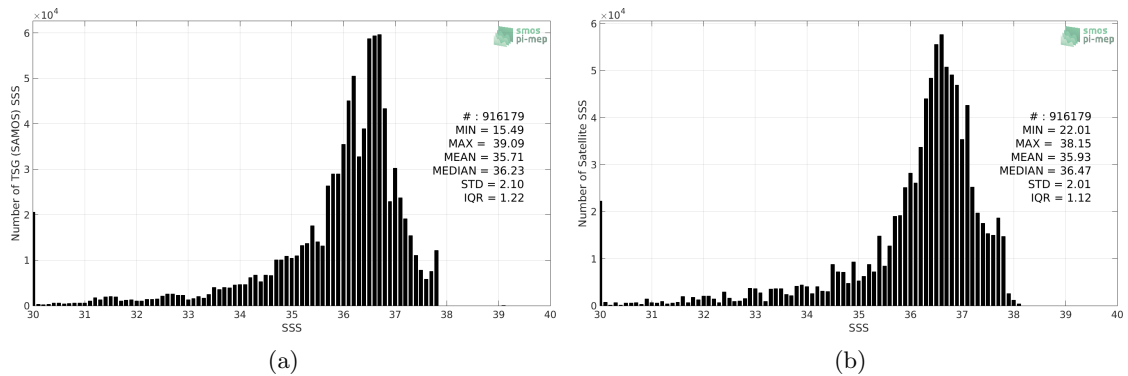 ×10⁴
smos
pi-mep
6
5
4
3
2
1
0
Number of TSG (SAMOS) SSS
# : 916179
MIN = 15.49
MAX = 39.09
MEAN = 35.71
MEDIAN = 36.23
STD = 2.10
IQR = 1.22
30 31 32 33 34 35 36 37 38 39 40
SSS
(a)
×10⁴
smos
pi-mep
6
5
4
3
2
1
0
Number of Satellite SSS
# : 916179
MIN = 22.01
MAX = 38.15
MEAN = 35.93
MEDIAN = 36.47
STD = 2.01
IQR = 1.12
30 31 32 33 34 35 36 37 38 39 40
SSS
(b)